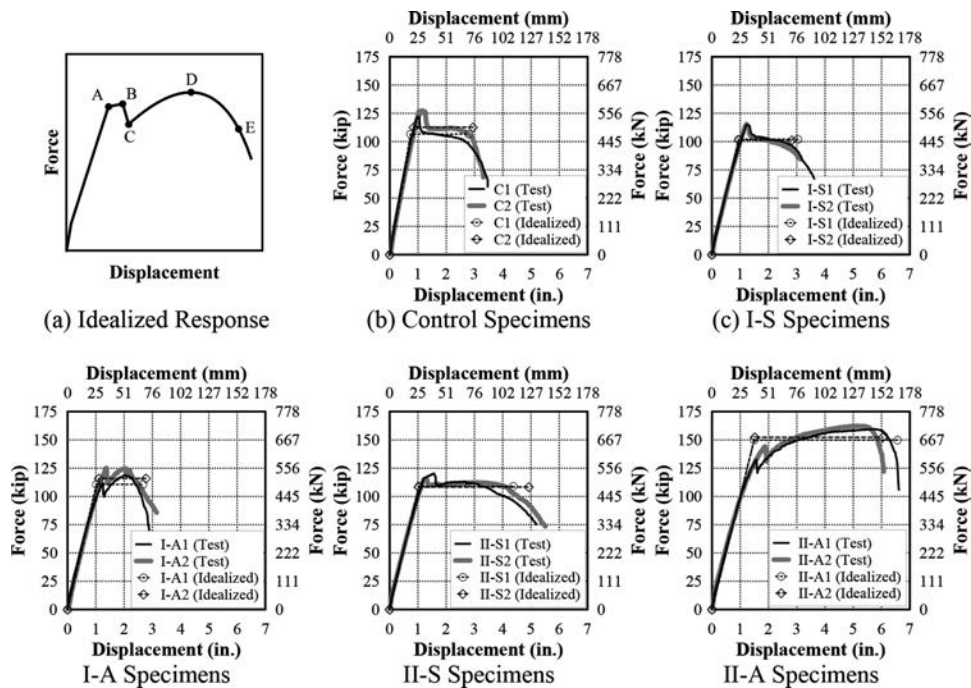 A
B
C
D
E
Force
Displacement
(a) Idealized Response
Displacement (mm)
0 25 51 76 102 127 152 178
175
150
125
100
75
50
25
0
Force (kip)
778
667
556
445
334
222
111
0
Force (kN)
C1 (Test)
C2 (Test)
C1 (Idealized)
C2 (Idealized)
0 1 2 3 4 5 6 7
Displacement (in.)
(b) Control Specimens
Displacement (mm)
0 25 51 76 102 127 152 178
175
150
125
100
75
50
25
0
Force (kip)
778
667
556
445
334
222
111
0
Force (kN)
I-S1 (Test)
I-S2 (Test)
I-S1 (Idealized)
I-S2 (Idealized)
0 1 2 3 4 5 6 7
Displacement (in.)
(c) I-S Specimens
Displacement (mm)
0 25 51 76 102 127 152 178
175
150
125
100
75
50
25
0
Force (kip)
778
667
556
445
334
222
111
0
Force (kN)
I-A1 (Test)
I-A2 (Test)
I-A1 (Idealized)
I-A2 (Idealized)
0 1 2 3 4 5 6 7
Displacement (in.)
I-A Specimens
Displacement (mm)
0 25 51 76 102 127 152 178
175
150
125
100
75
50
25
0
Force (kip)
778
667
556
445
334
222
111
0
Force (kN)
II-S1 (Test)
II-S2 (Test)
II-S1 (Idealized)
II-S2 (Idealized)
0 1 2 3 4 5 6 7
Displacement (in.)
II-S Specimens
Displacement (mm)
0 25 51 76 102 127 152 178
175
150
125
100
75
50
25
0
Force (kip)
778
667
556
445
334
222
111
0
Force (kN)
II-A1 (Test)
II-A2 (Test)
II-A1 (Idealized)
II-A2 (Idealized)
0 1 2 3 4 5 6 7
Displacement (in.)
II-A Specimens